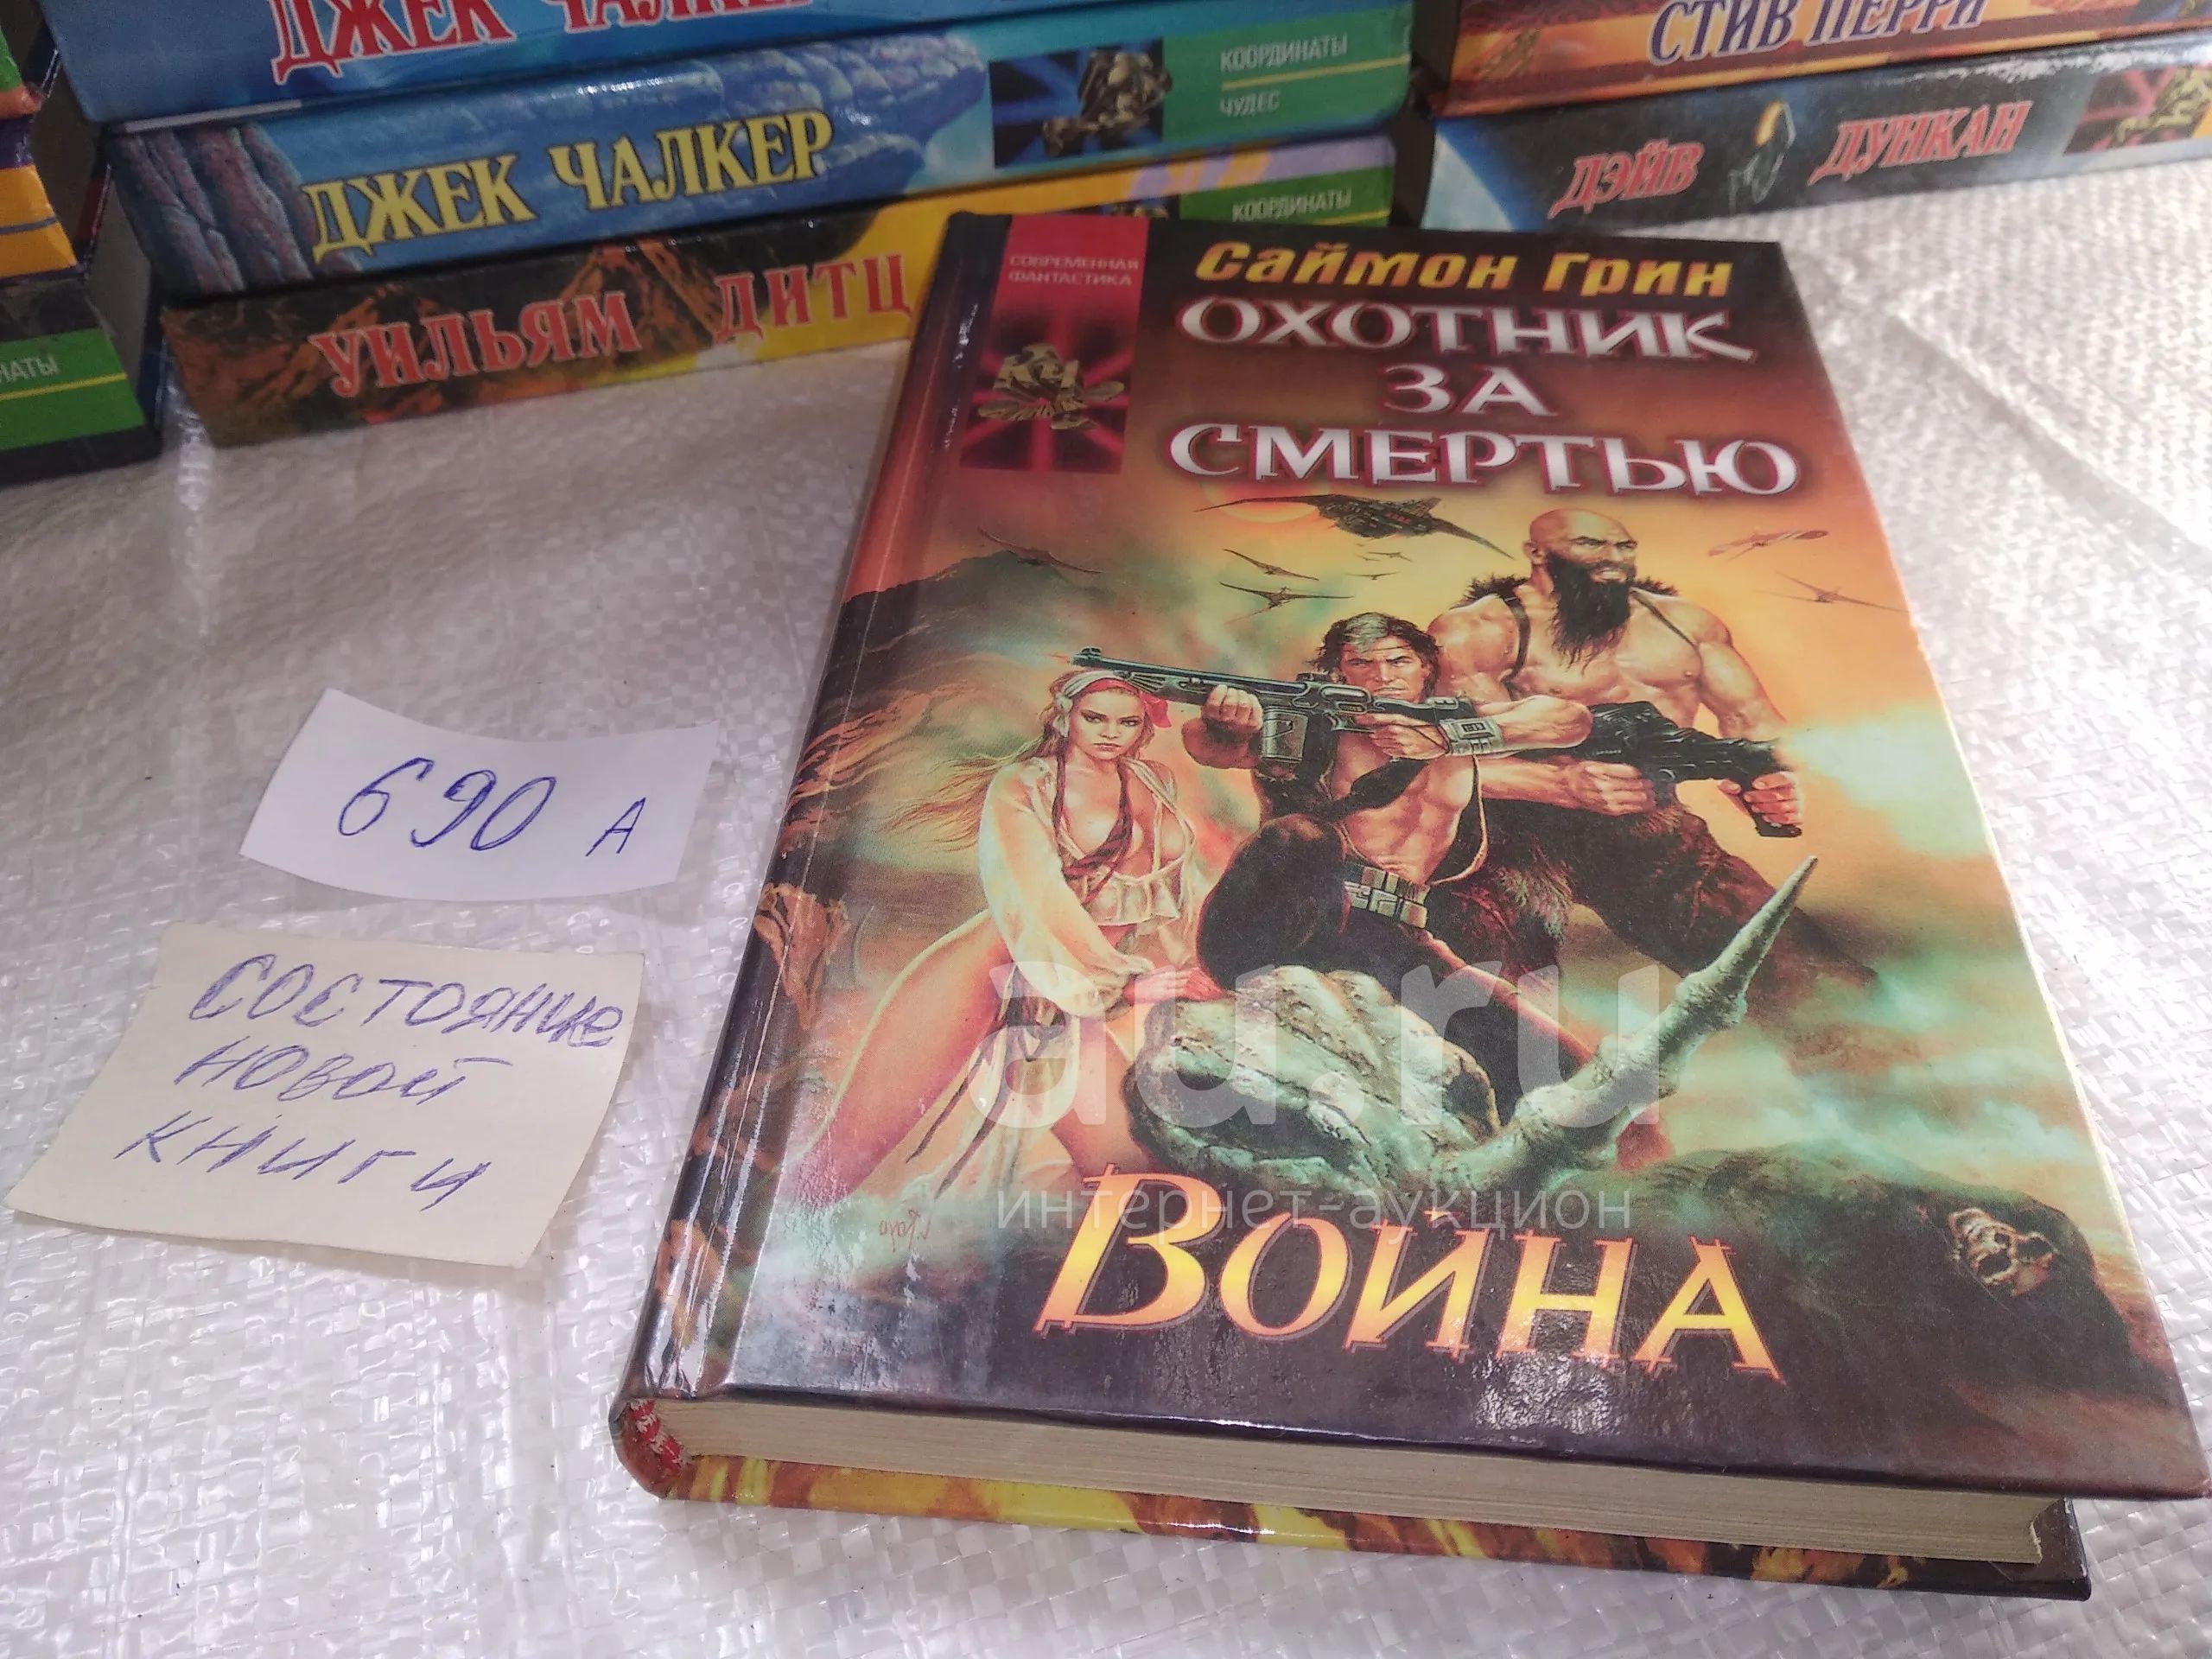 ДЖЕК ЧАЛКЕР
КООРДИНАТЫ
ЧУДЕС
ДЖЕК ЧАЛКЕР
КООРДИНАТЫ
УИЛЬЯМ ДИТЦ
НАТЫ
СТИВ ПЕРРИ
ДЭЙВ ДУНКАН
СОВРЕМЕННАЯ
ФАНТАСТИКА
КЧ
Саймон Грин
ОХОТНИК
ЗА
СМЕРТЬЮ
690 А
СОСТОЯНИЕ
НОВОЙ
КНИГИ
au.ru
интернет-аукцион
ВОЙНА